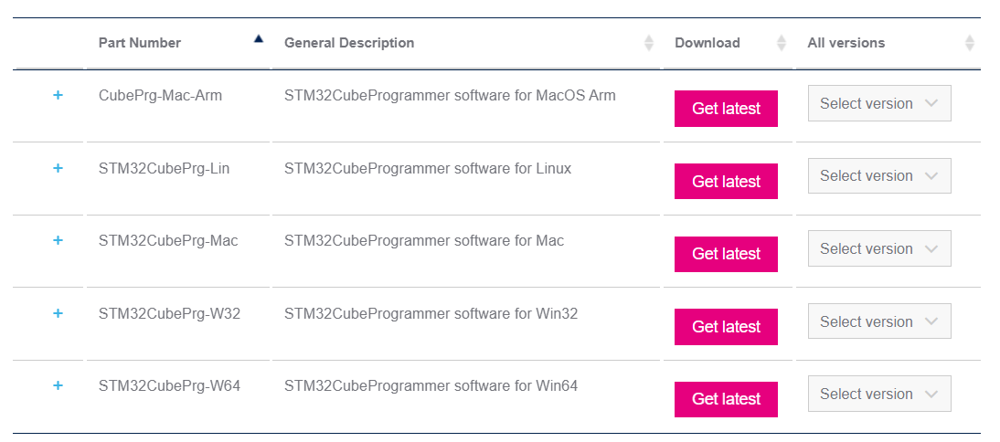 Part Number General Description Download All versions
+ CubePrg-Mac-Arm STM32CubeProgrammer software for MacOS Arm Get latest Select version
+ STM32CubePrg-Lin STM32CubeProgrammer software for Linux Get latest Select version
+ STM32CubePrg-Mac STM32CubeProgrammer software for Mac Get latest Select version
+ STM32CubePrg-W32 STM32CubeProgrammer software for Win32 Get latest Select version
+ STM32CubePrg-W64 STM32CubeProgrammer software for Win64 Get latest Select version